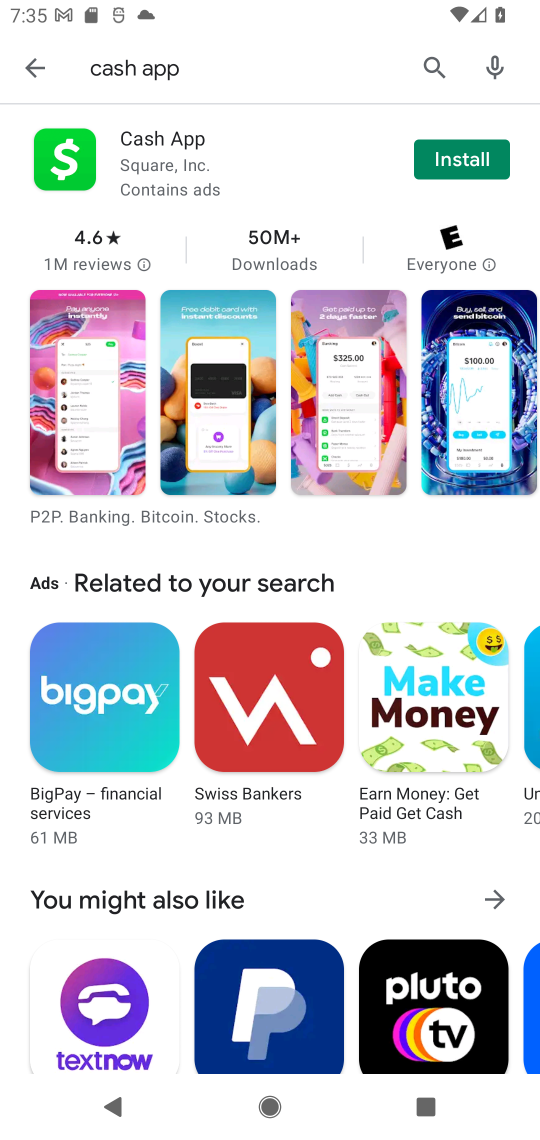 7:35
cash app
Cash App
Square, Inc.
Contains ads
Install
4.6★
1M reviews
50M+
Downloads
E
Everyone
Pay anyone
instantly
Free debit card with
instant discounts
Get paid up to
2 days faster
$325.00
Buy, sell, and
send bitcoin
$100.00
P2P. Banking. Bitcoin. Stocks.
Ads · Related to your search
bigpay
Make
Money
BigPay – financial
services
61 MB
Swiss Bankers
93 MB
Earn Money: Get
Paid Get Cash
33 MB
Ur
20
You might also like
textnow
pluto
tv